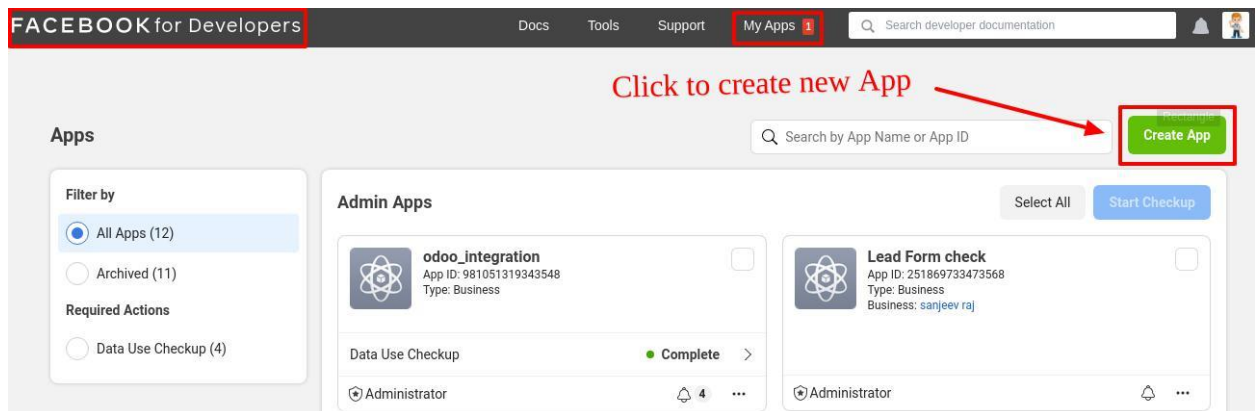 FACEBOOK for Developers
Docs Tools Support My Apps 1 Search developer documentation
Click to create new App
Rectangle
Apps Search by App Name or App ID Create App
Filter by
All Apps (12)
Archived (11)
Required Actions
Data Use Checkup (4)
Admin Apps Select All Start Checkup
odoo_integration
App ID: 981051319343548
Type: Business
Data Use Checkup Complete
Administrator 4
Lead Form check
App ID: 251869733473568
Type: Business
Business: sanjeev raj
Administrator